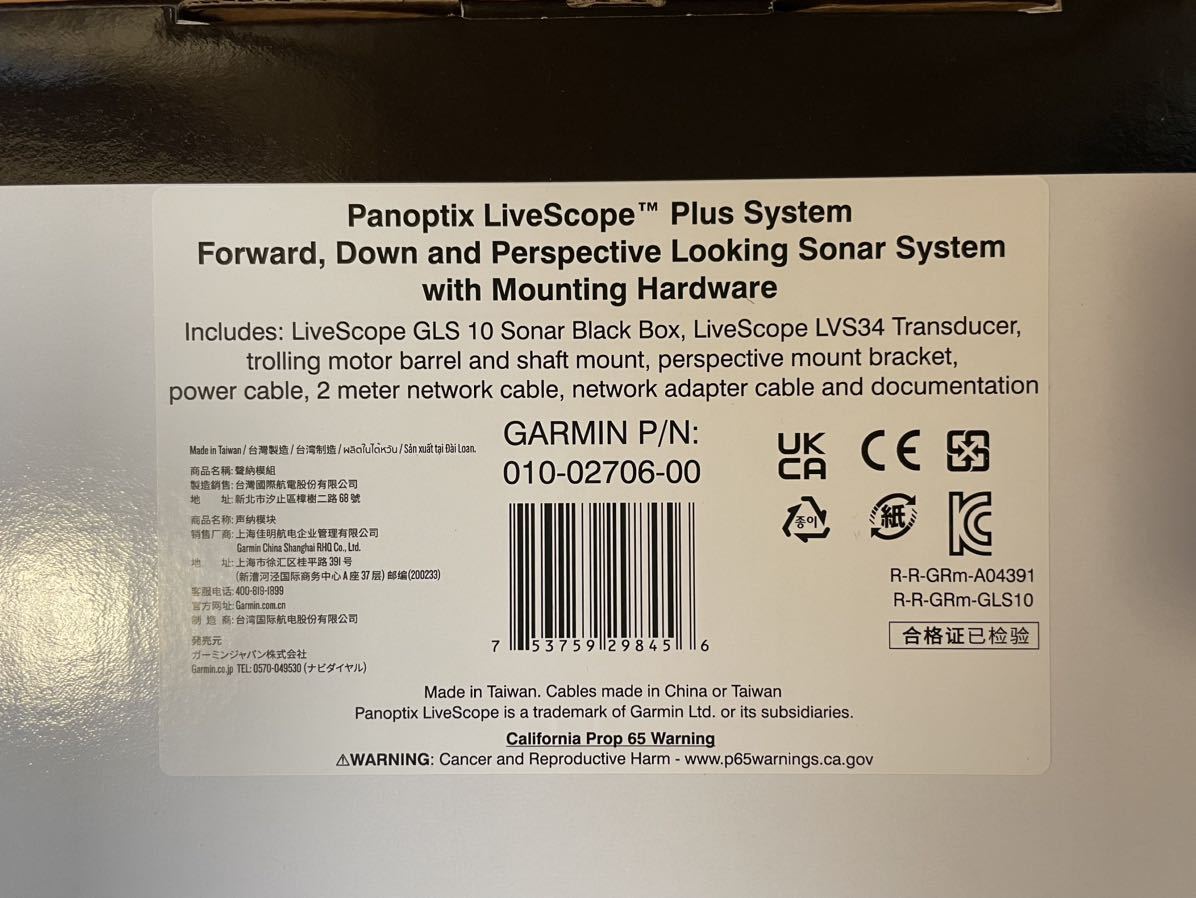 Panoptix LiveScope™ Plus System
Forward, Down and Perspective Looking Sonar System
with Mounting Hardware
Includes: LiveScope GLS 10 Sonar Black Box, LiveScope LVS34 Transducer,
trolling motor barrel and shaft mount, perspective mount bracket,
power cable, 2 meter network cable, network adapter cable and documentation
Made in Taiwan / 台灣製造 / 台湾制造 / ผลิตในไต้หวัน / Sản xuất tại Đài Loan.
商品名稱: 聲納模組
製造銷售: 台灣國際航電股份有限公司
地 址: 新北市汐止區樟樹二路 68 號
商品名称: 声纳模块
销售厂商: 上海佳明航电企业管理有限公司
Garmin China Shanghai RHQ Co., Ltd.
地 址: 上海市徐汇区桂平路 391 号
(新漕河泾国际商务中心 A 座 37 层) 邮编(200233)
客服电话: 400-819-1899
官方网址: Garmin.com.cn
制 造 商: 台湾国际航电股份有限公司
発売元
ガーミンジャパン株式会社
Garmin.co.jp TEL: 0570-049530 (ナビダイヤル)
GARMIN P/N:
010-02706-00
7 53759 29845 6
UK
CA
CE
종이
紙
R-R-GRm-A04391
R-R-GRm-GLS10
合格证已检验
Made in Taiwan. Cables made in China or Taiwan
Panoptix LiveScope is a trademark of Garmin Ltd. or its subsidiaries.
California Prop 65 Warning
⚠WARNING: Cancer and Reproductive Harm - www.p65warnings.ca.gov